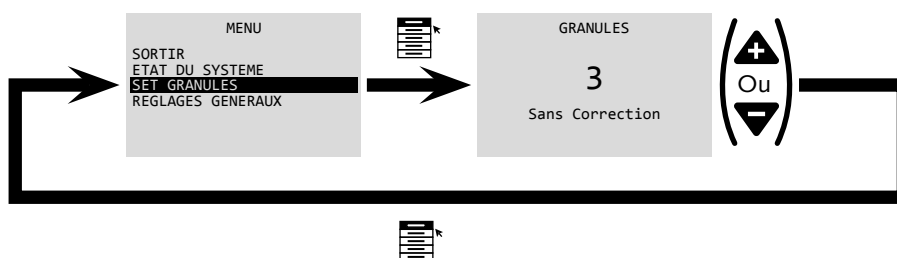 MENU
SORTIR
ETAT DU SYSTEME
SET GRANULES
REGLAGES GENERAUX
GRANULES
3
Sans Correction
+
Ou
-